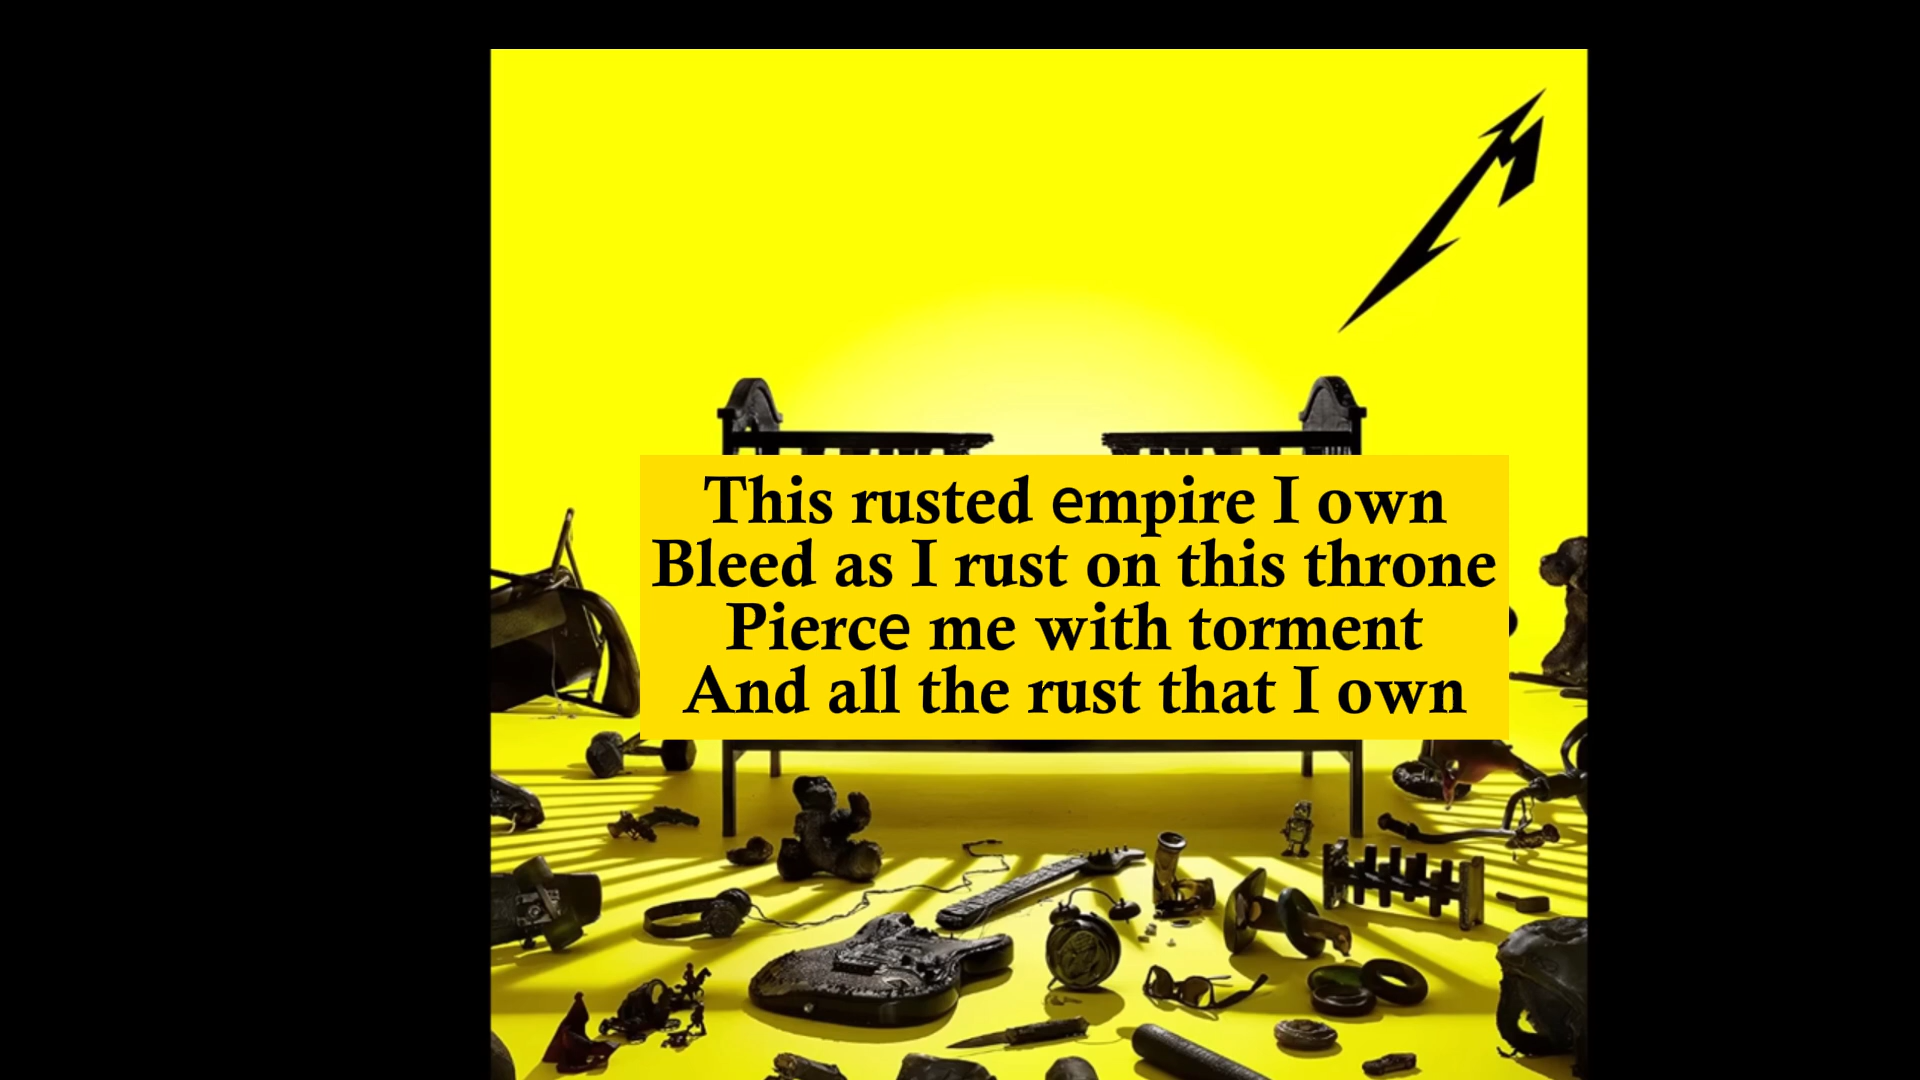 This rusted empire I own
Bleed as I rust on this throne
Pierce me with torment
And all the rust that I own